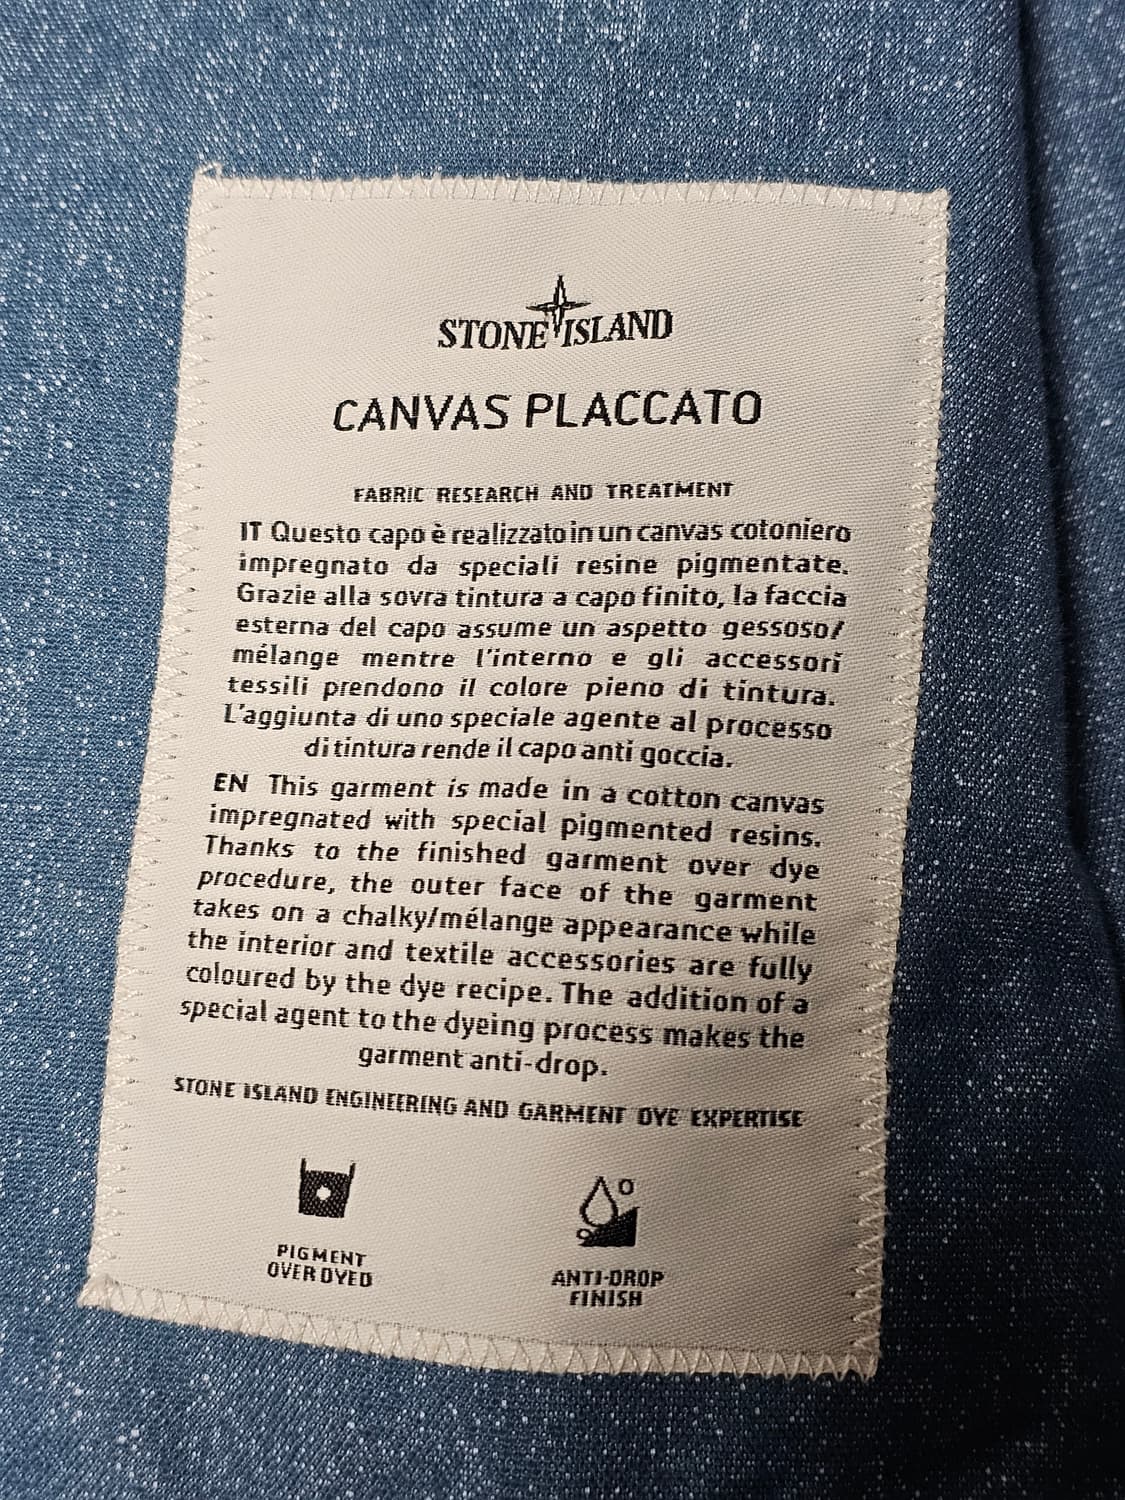 STONE ISLAND
CANVAS PLACCATO
FABRIC RESEARCH AND TREATMENT
IT Questo capo è realizzato in un canvas cotoniero
impregnato da speciali resine pigmentate.
Grazie alla sovra tintura a capo finito, la faccia
esterna del capo assume un aspetto gessoso/
mélange mentre l'interno e gli accessori
tessili prendono il colore pieno di tintura.
L'aggiunta di uno speciale agente al processo
di tintura rende il capo anti goccia.
EN This garment is made in a cotton canvas
impregnated with special pigmented resins.
Thanks to the finished garment over dye
procedure, the outer face of the garment
takes on a chalky/mélange appearance while
the interior and textile accessories are fully
coloured by the dye recipe. The addition of a
special agent to the dyeing process makes the
garment anti-drop.
STONE ISLAND ENGINEERING AND GARMENT DYE EXPERTISE
PIGMENT
OVER DYED
ANTI-DROP
FINISH